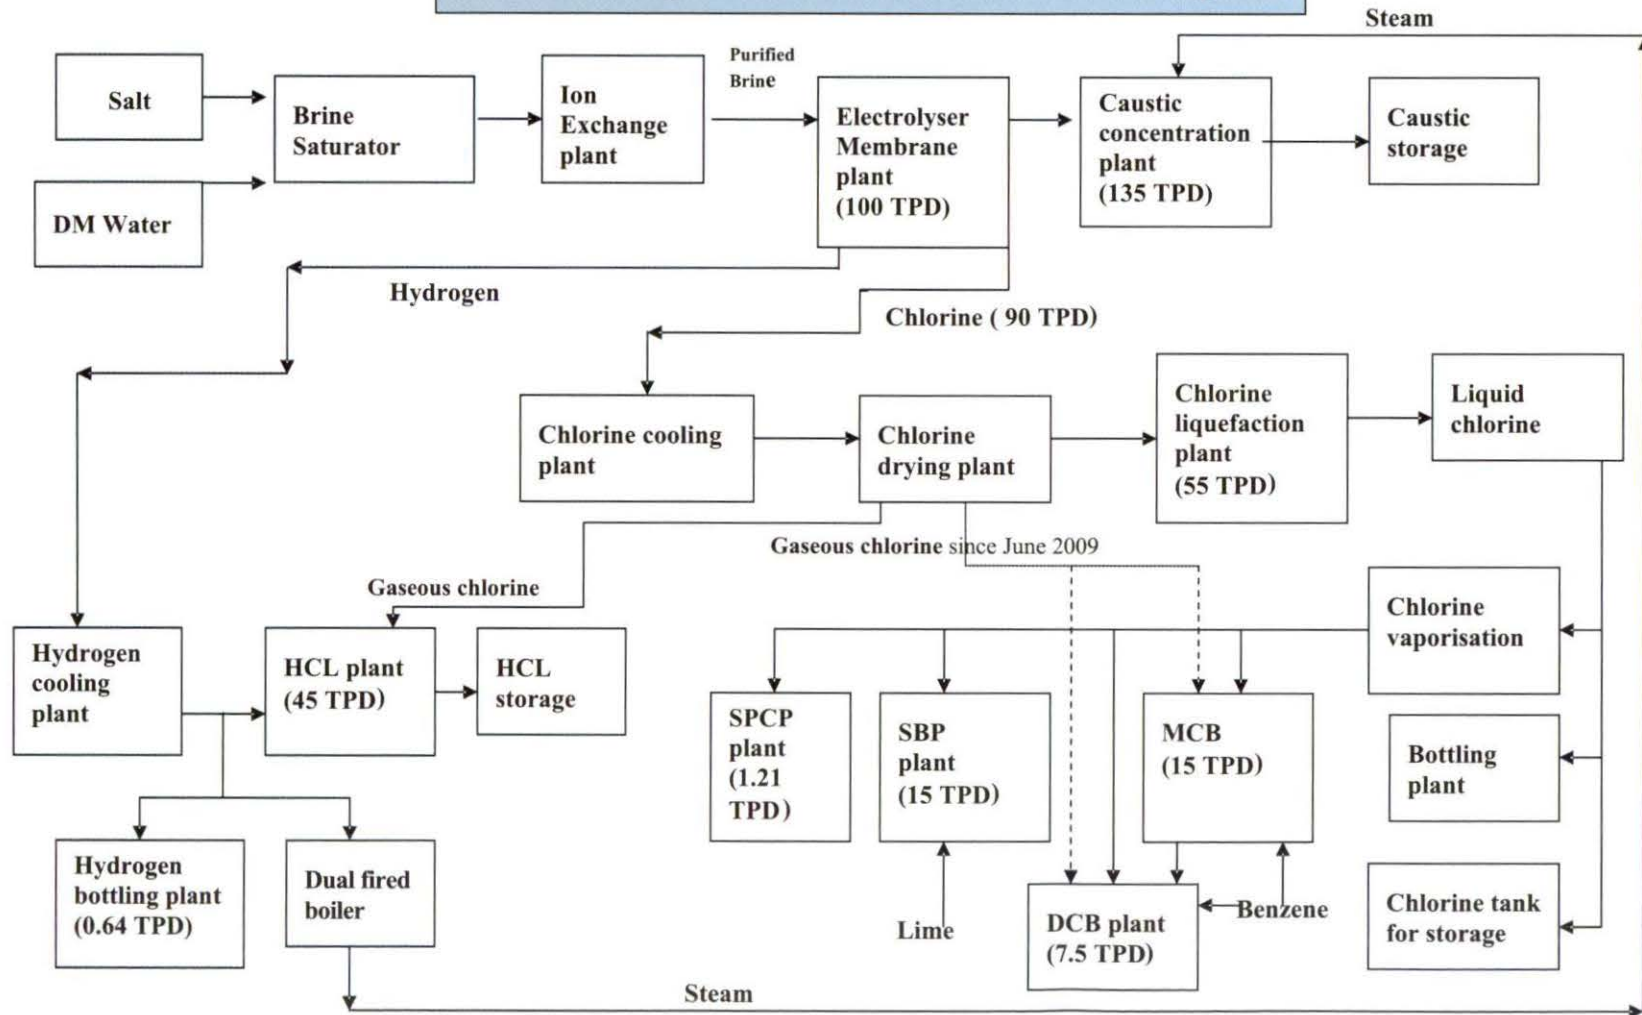 Steam
Salt
Brine
Saturator
Ion
Exchange
plant
Purified
Brine
Electrolyser
Membrane
plant
(100 TPD)
Caustic
concentration
plant
(135 TPD)
Caustic
storage
DM Water
Hydrogen
Chlorine ( 90 TPD)
Chlorine cooling
plant
Chlorine
drying plant
Chlorine
liquefaction
plant
(55 TPD)
Liquid
chlorine
Gaseous chlorine since June 2009
Gaseous chlorine
Hydrogen
cooling
plant
HCL plant
(45 TPD)
HCL
storage
Chlorine
vaporisation
SPCP
plant
(1.21
TPD)
SBP
plant
(15 TPD)
MCB
(15 TPD)
Bottling
plant
Hydrogen
bottling plant
(0.64 TPD)
Dual fired
boiler
Lime
DCB plant
(7.5 TPD)
Benzene
Chlorine tank
for storage
Steam